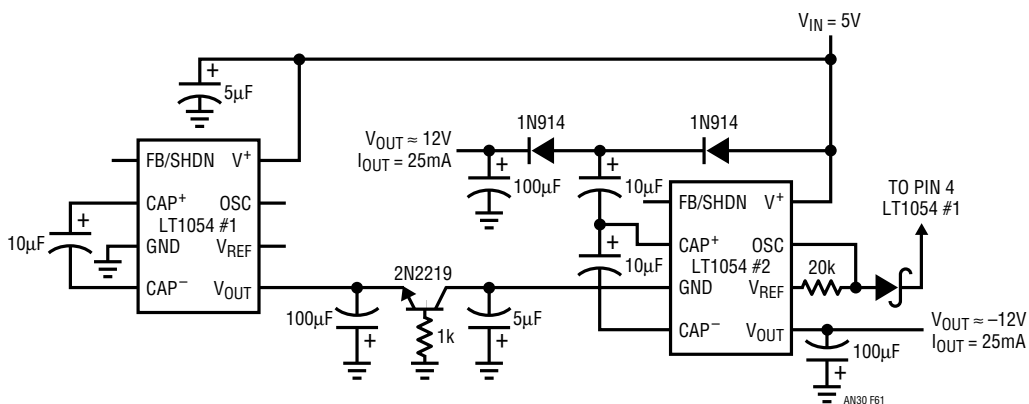 V_IN = 5V
+
5µF
1N914
1N914
V_OUT ≈ 12V
I_OUT = 25mA
+
100µF
+
10µF
TO PIN 4
LT1054 #1
FB/SHDN V+
CAP+ OSC
LT1054 #1
GND V_REF
CAP− V_OUT
+
10µF
FB/SHDN V+
CAP+ OSC
LT1054 #2
GND V_REF
CAP− V_OUT
+
10µF
20k
2N2219
100µF
+
1k
5µF
+
V_OUT ≈ –12V
I_OUT = 25mA
100µF
+
AN30 F61